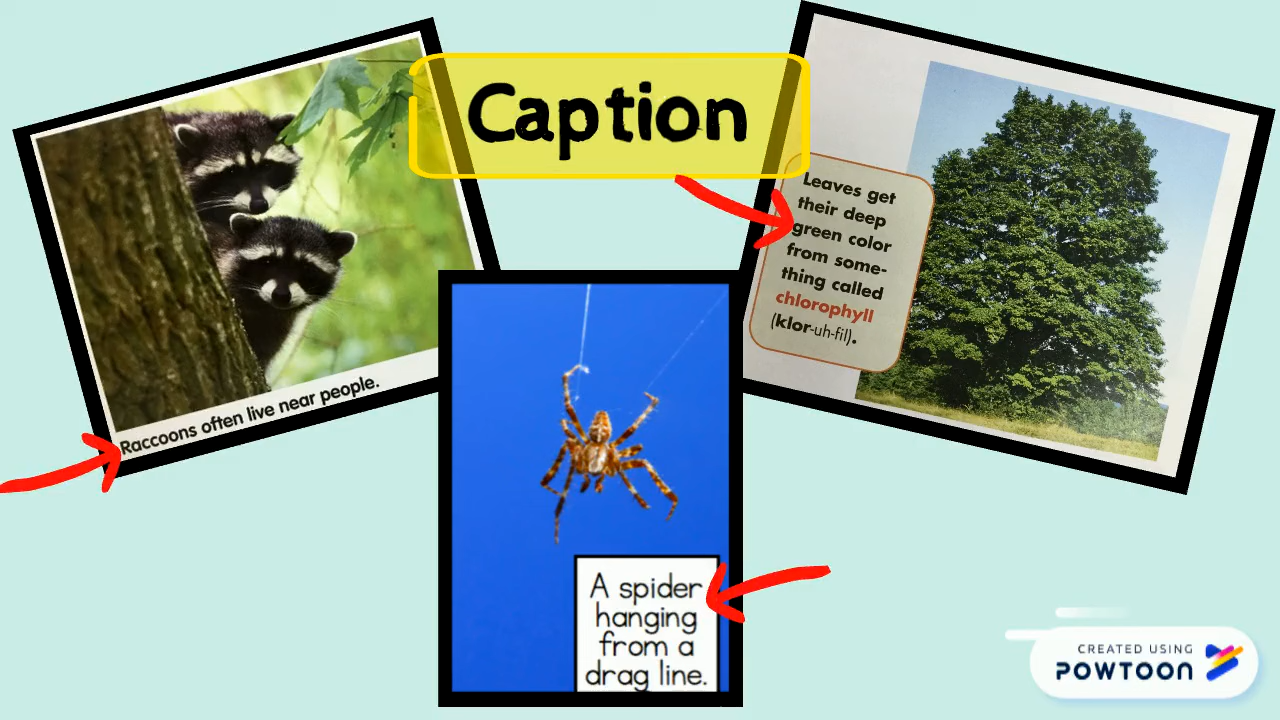 Caption
Raccoons often live near people.
Leaves get
their deep
green color
from some-
thing called
chlorophyll
(klor-uh-fil).
A spider
hanging
from a
drag line.
CREATED USING
POWTOON